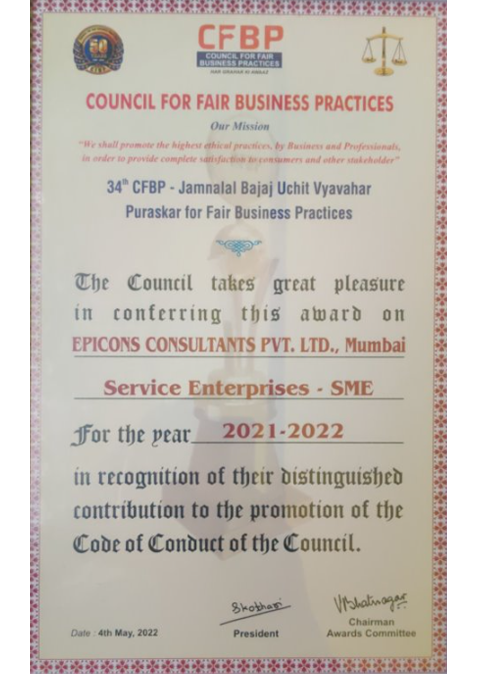 50
CFBP
COUNCIL FOR FAIR
BUSINESS PRACTICES
COUNCIL FOR FAIR BUSINESS PRACTICES
Our Mission
"We shall promote the highest ethical practices, by Business and Professionals,
in order to provide complete satisfaction to consumers and other stakeholder"
34th CFBP - Jamnalal Bajaj Uchit Vyavahar
Puraskar for Fair Business Practices
The Council takes great pleasure
in conferring this award on
EPICONS CONSULTANTS PVT. LTD., Mumbai
Service Enterprises - SME
For the year 2021-2022
in recognition of their distinguished
contribution to the promotion of the
Code of Conduct of the Council.
Date : 4th May, 2022
President
VBhatnagar
Chairman
Awards Committee